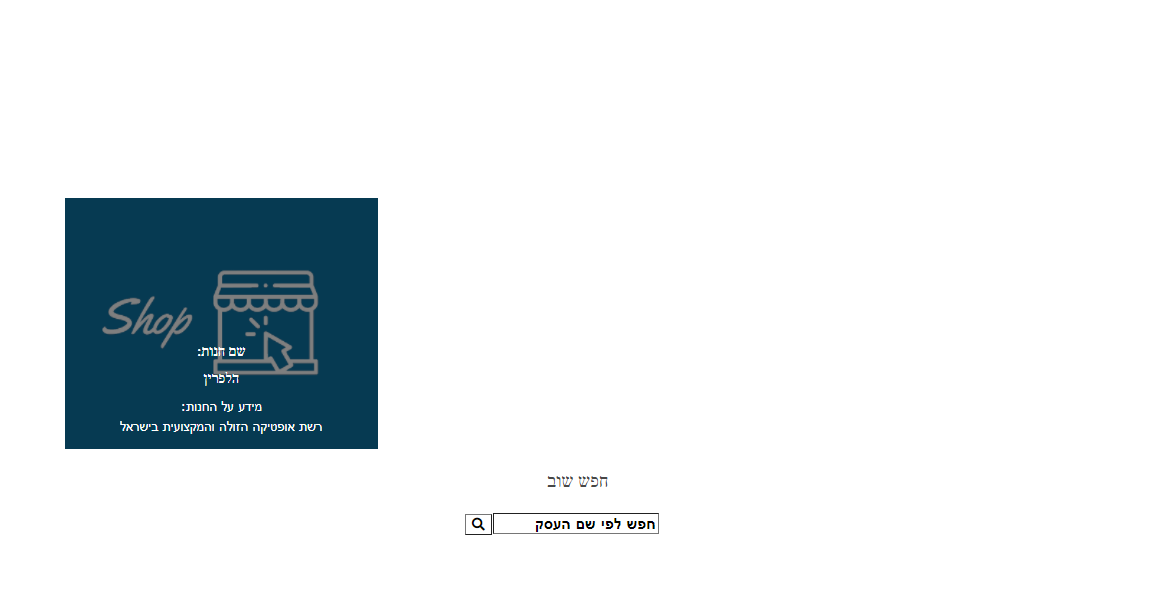 Shop
שם חנות:
הלפרין
מידע על החנות:
רשת אופטיקה הזולה והמקצועית בישראל
חפש שוב
חפש לפי שם העסק